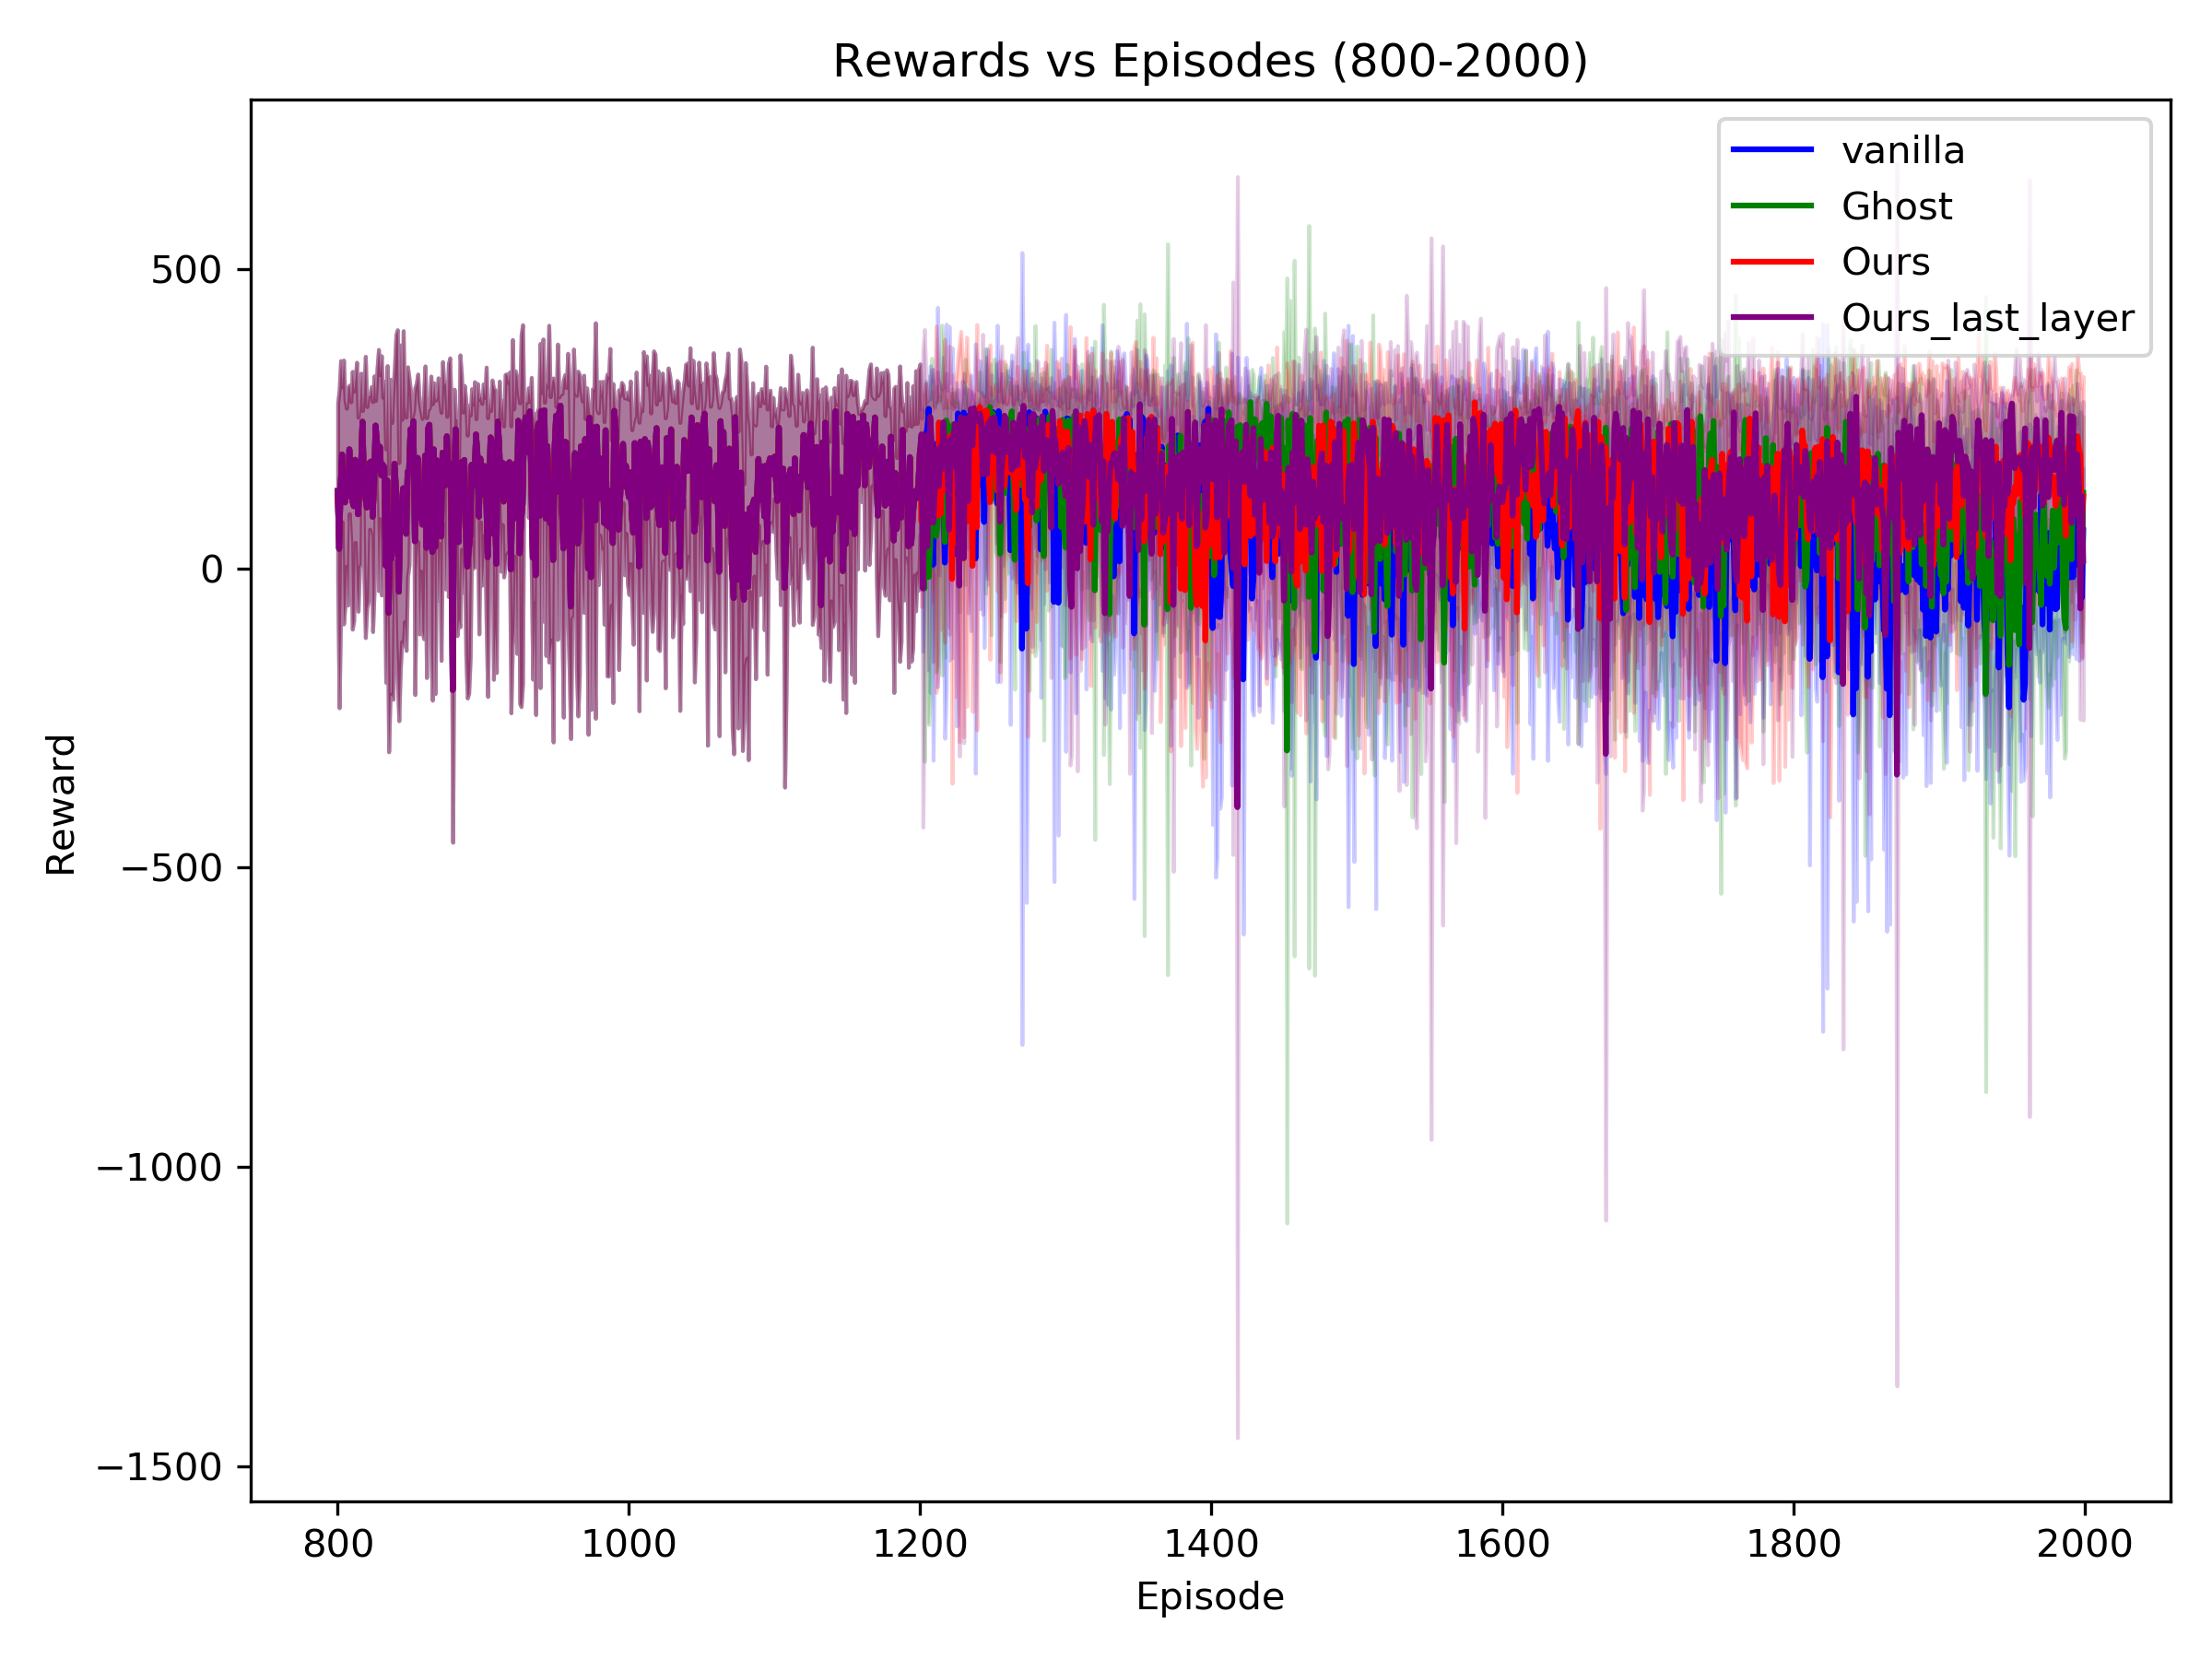 Rewards vs Episodes (800-2000)
vanilla
Ghost
Ours
Ours_last_layer
500
0
−500
−1000
−1500
Reward
800
1000
1200
1400
1600
1800
2000
Episode